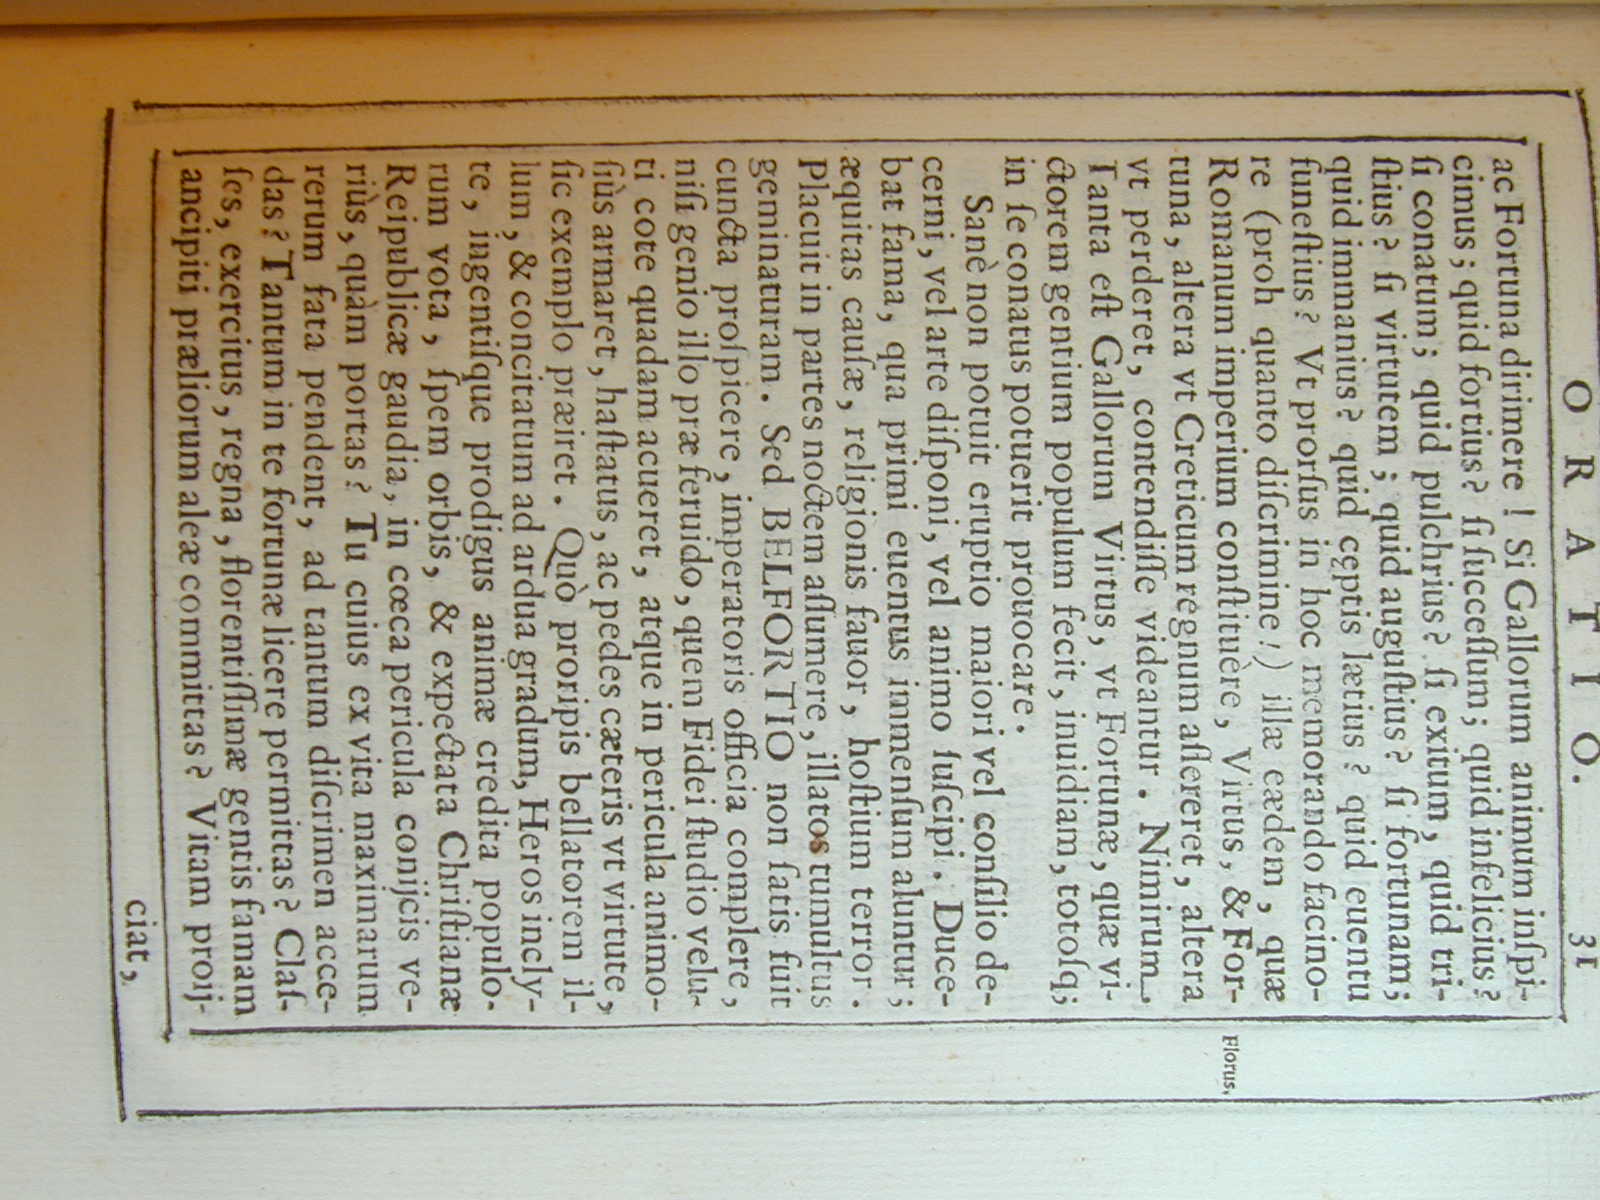 ORATIO. 31
ac Fortuna dirimere! Si Gallorum animum inſpi-
cimus; quid fortius? ſi ſucceſſum; quid infelicius?
ſi conatum; quid pulchrius? ſi exitum, quid tri-
ſtius? ſi virtutem; quid auguſtius? ſi fortunam;
quid immanius? quid cęptis lætius? quid euentu
funeſtius? Vt prorſus in hoc memorando facino-
re (proh quanto diſcrimine!) illæ eædem, quæ
Romanum imperium conſtituère, Virtus, & For-
Florus,
tuna, altera vt Creticum regnum aſſereret, altera
vt perderet, contendiſſe videantur. Nimirum
Tanta eſt Gallorum Virtus, vt Fortunæ, quæ vi-
ctorem gentium populum fecit, inuidiam, totoſq;
in ſe conatus potuerit prouocare.
Sanè non potuit eruptio maiori vel conſilio de-
cerni, vel arte diſponi, vel animo ſuſcipi. Duce-
bat fama, qua primi euentus immenſum aluntur;
æquitas cauſæ, religionis fauor, hoſtium terror.
Placuit in partes noctem aſſumere, illatos tumultus
geminaturam. Sed BELFORTIO non ſatis fuit
cuncta proſpicere, imperatoris officia complere,
niſi genio illo præferuido, quem Fidei ſtudio velu-
ti cote quadam acueret, atque in pericula animo-
ſiùs armaret, haſtatus, ac pedes cæteris vt virtute,
ſic exemplo præiret. Quò proripis bellatorem il-
lum, & concitatum ad ardua gradum, Heros incly-
te, ingentiſque prodigus animæ credita populo-
rum vota, ſpem orbis, & expectata Chriſtianæ
Reipublicæ gaudia, in cœca pericula conijcis ve-
riùs, quàm portas? Tu cuius ex vita maximarum
rerum fata pendent, ad tantum diſcrimen acce-
das? Tantum in te fortunæ licere permittas? Claſ-
ſes, exercitus, regna, florentiſſimæ gentis famam
ancipiti præliorum aleæ committas? Vitam proij-
ciat,